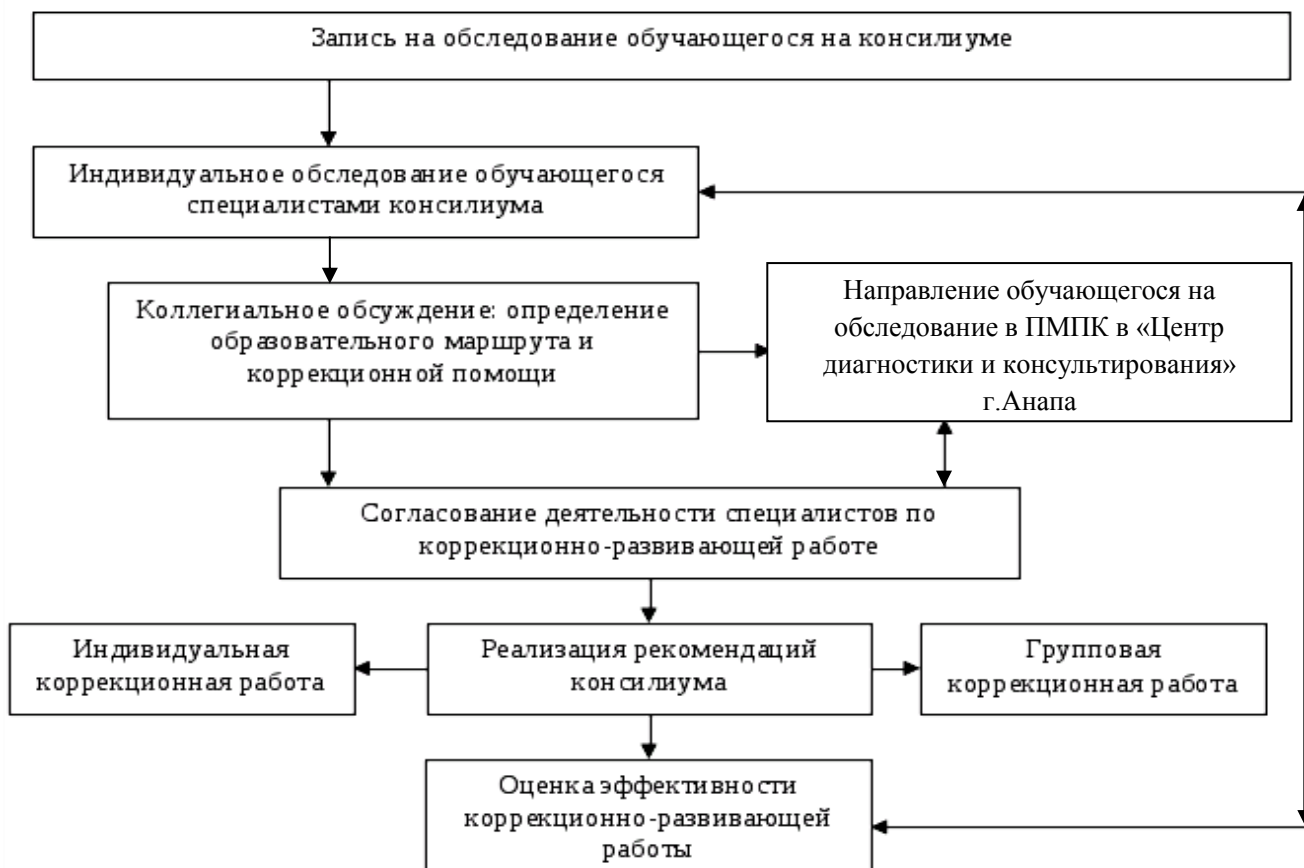 Запись на обследование обучающегося на консилиуме
Индивидуальное обследование обучающегося
специалистами консилиума
Коллегиальное обсуждение: определение
образовательного маршрута и
коррекционной помощи
Направление обучающегося на
обследование в ПМПК в «Центр
диагностики и консультирования»
г.Анапа
Согласование деятельности специалистов по
коррекционно-развивающей работе
Индивидуальная
коррекционная работа
Реализация рекомендаций
консилиума
Групповая
коррекционная работа
Оценка эффективности
коррекционно-развивающей
работы